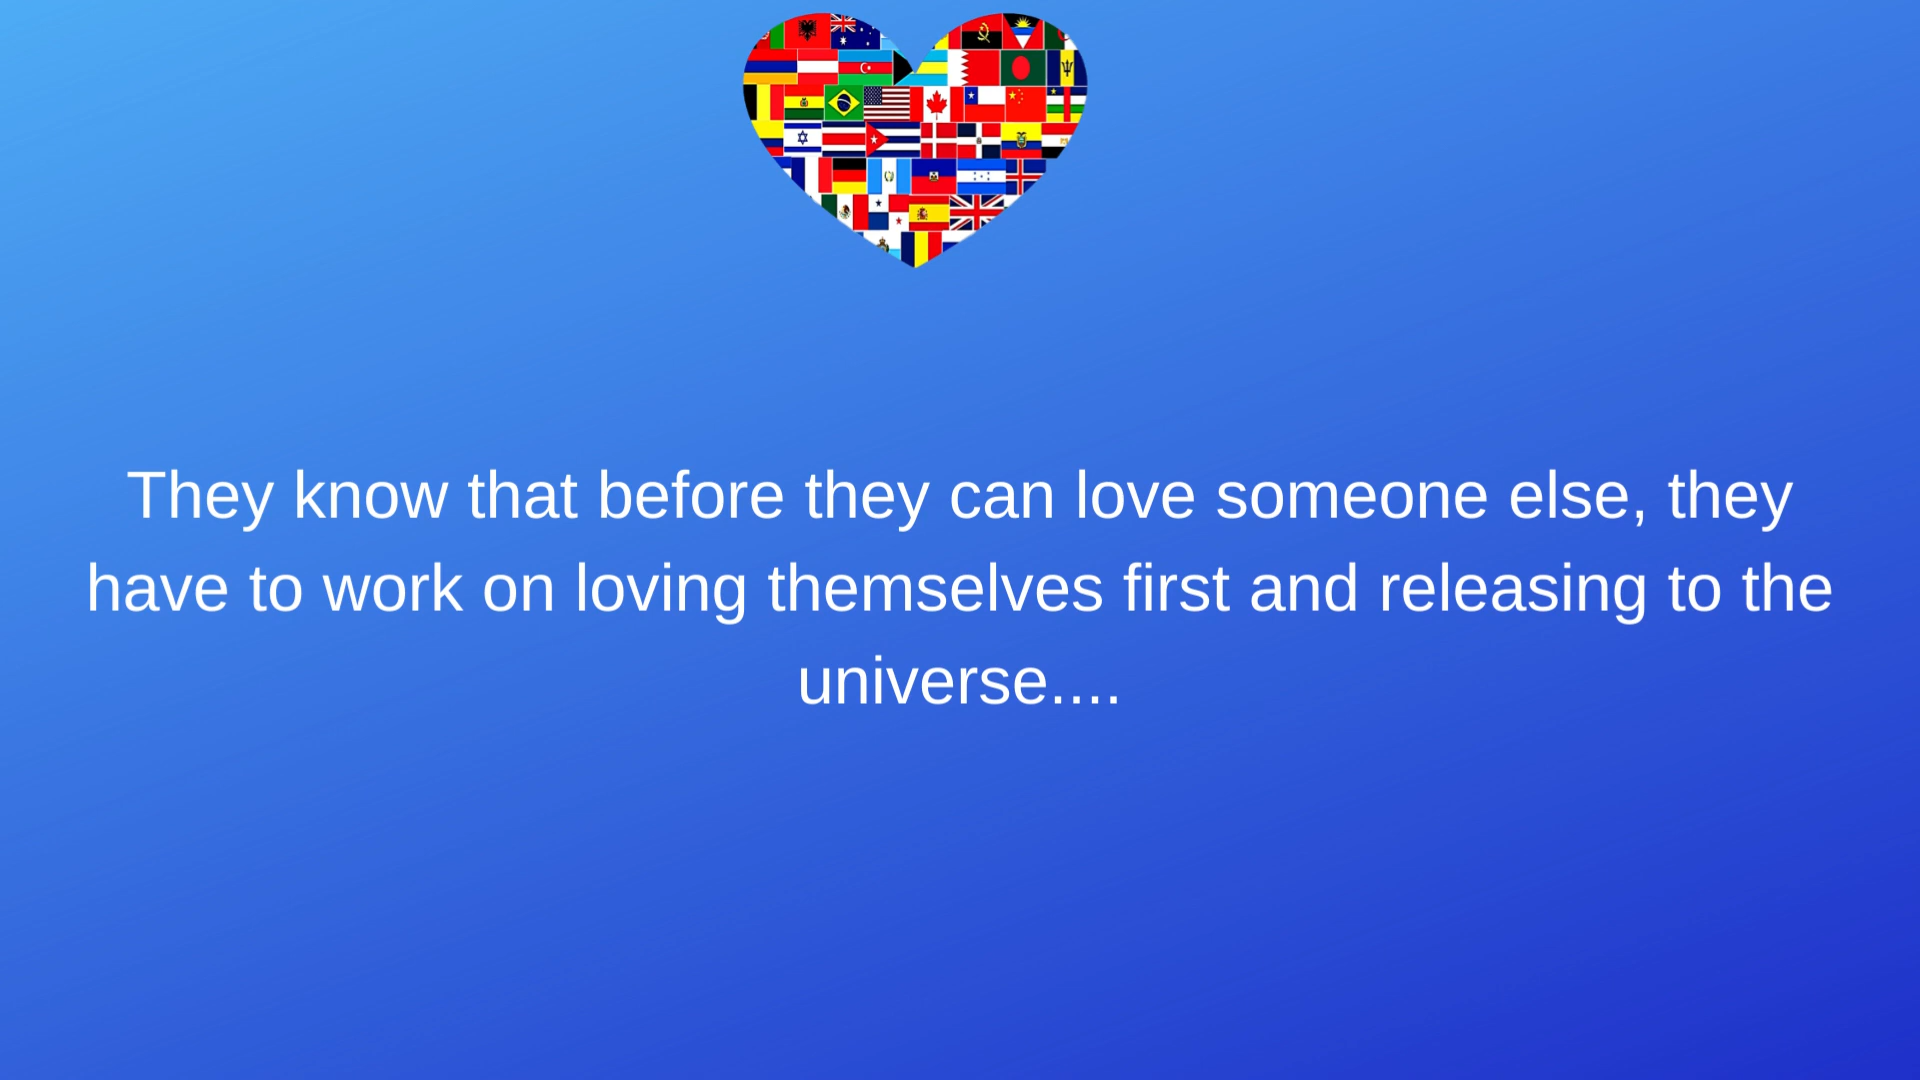 They know that before they can love someone else, they
have to work on loving themselves first and releasing to the
universe....